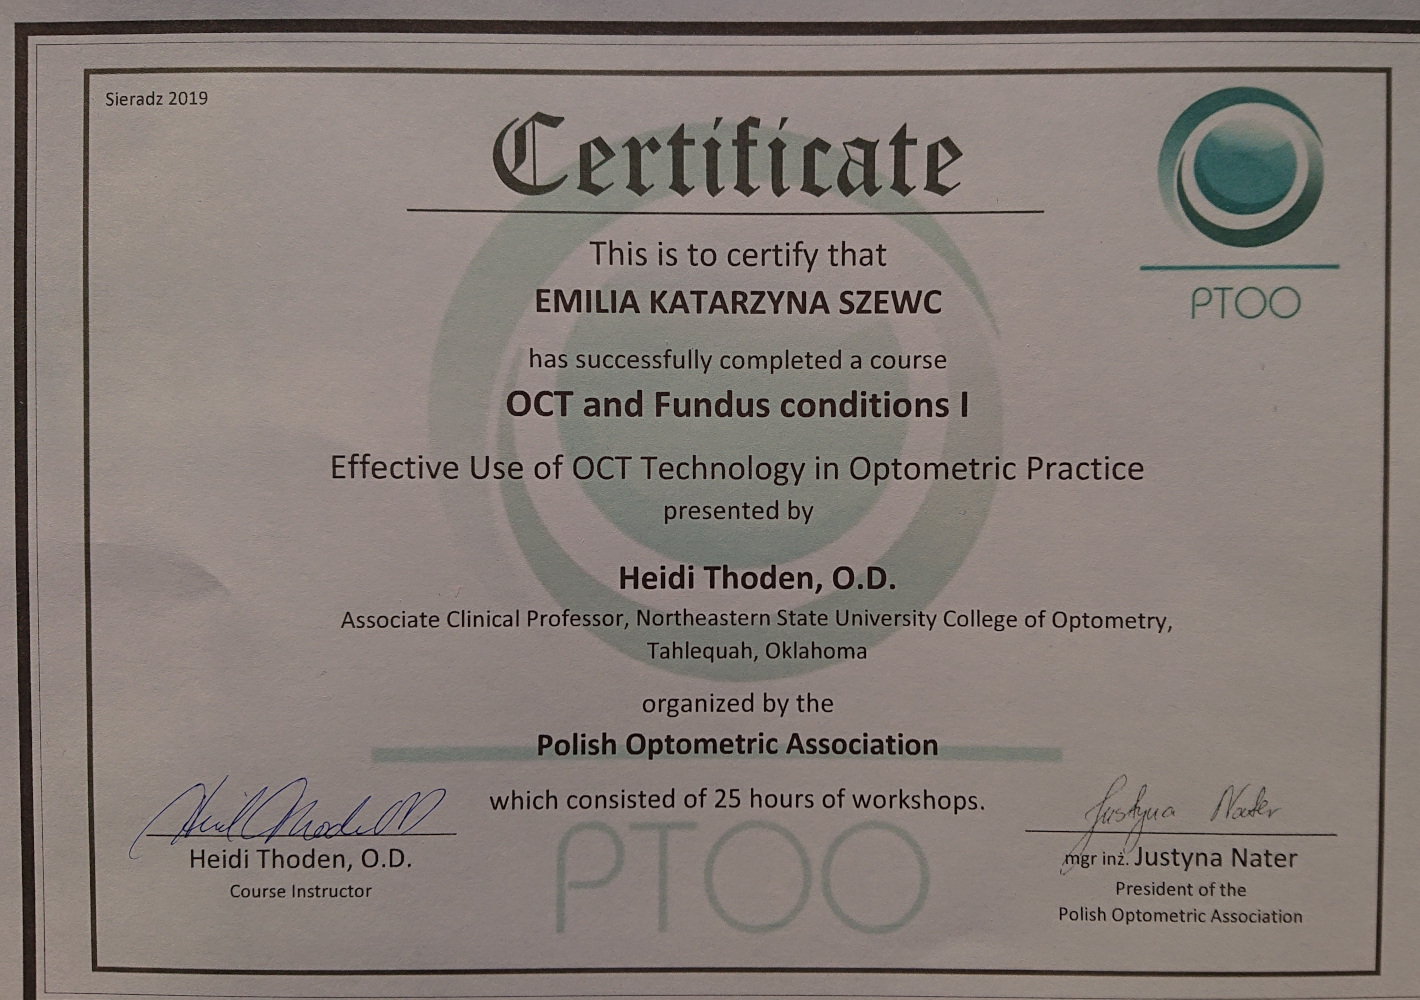 Sieradz 2019
Certificate
PTOO
This is to certify that
EMILIA KATARZYNA SZEWC
has successfully completed a course
OCT and Fundus conditions I
Effective Use of OCT Technology in Optometric Practice
presented by
Heidi Thoden, O.D.
Associate Clinical Professor, Northeastern State University College of Optometry,
Tahlequah, Oklahoma
organized by the
Polish Optometric Association
which consisted of 25 hours of workshops.
PTOO
Heidi Thoden, O.D.
Course Instructor
Justyna Nater
mgr inż. Justyna Nater
President of the
Polish Optometric Association